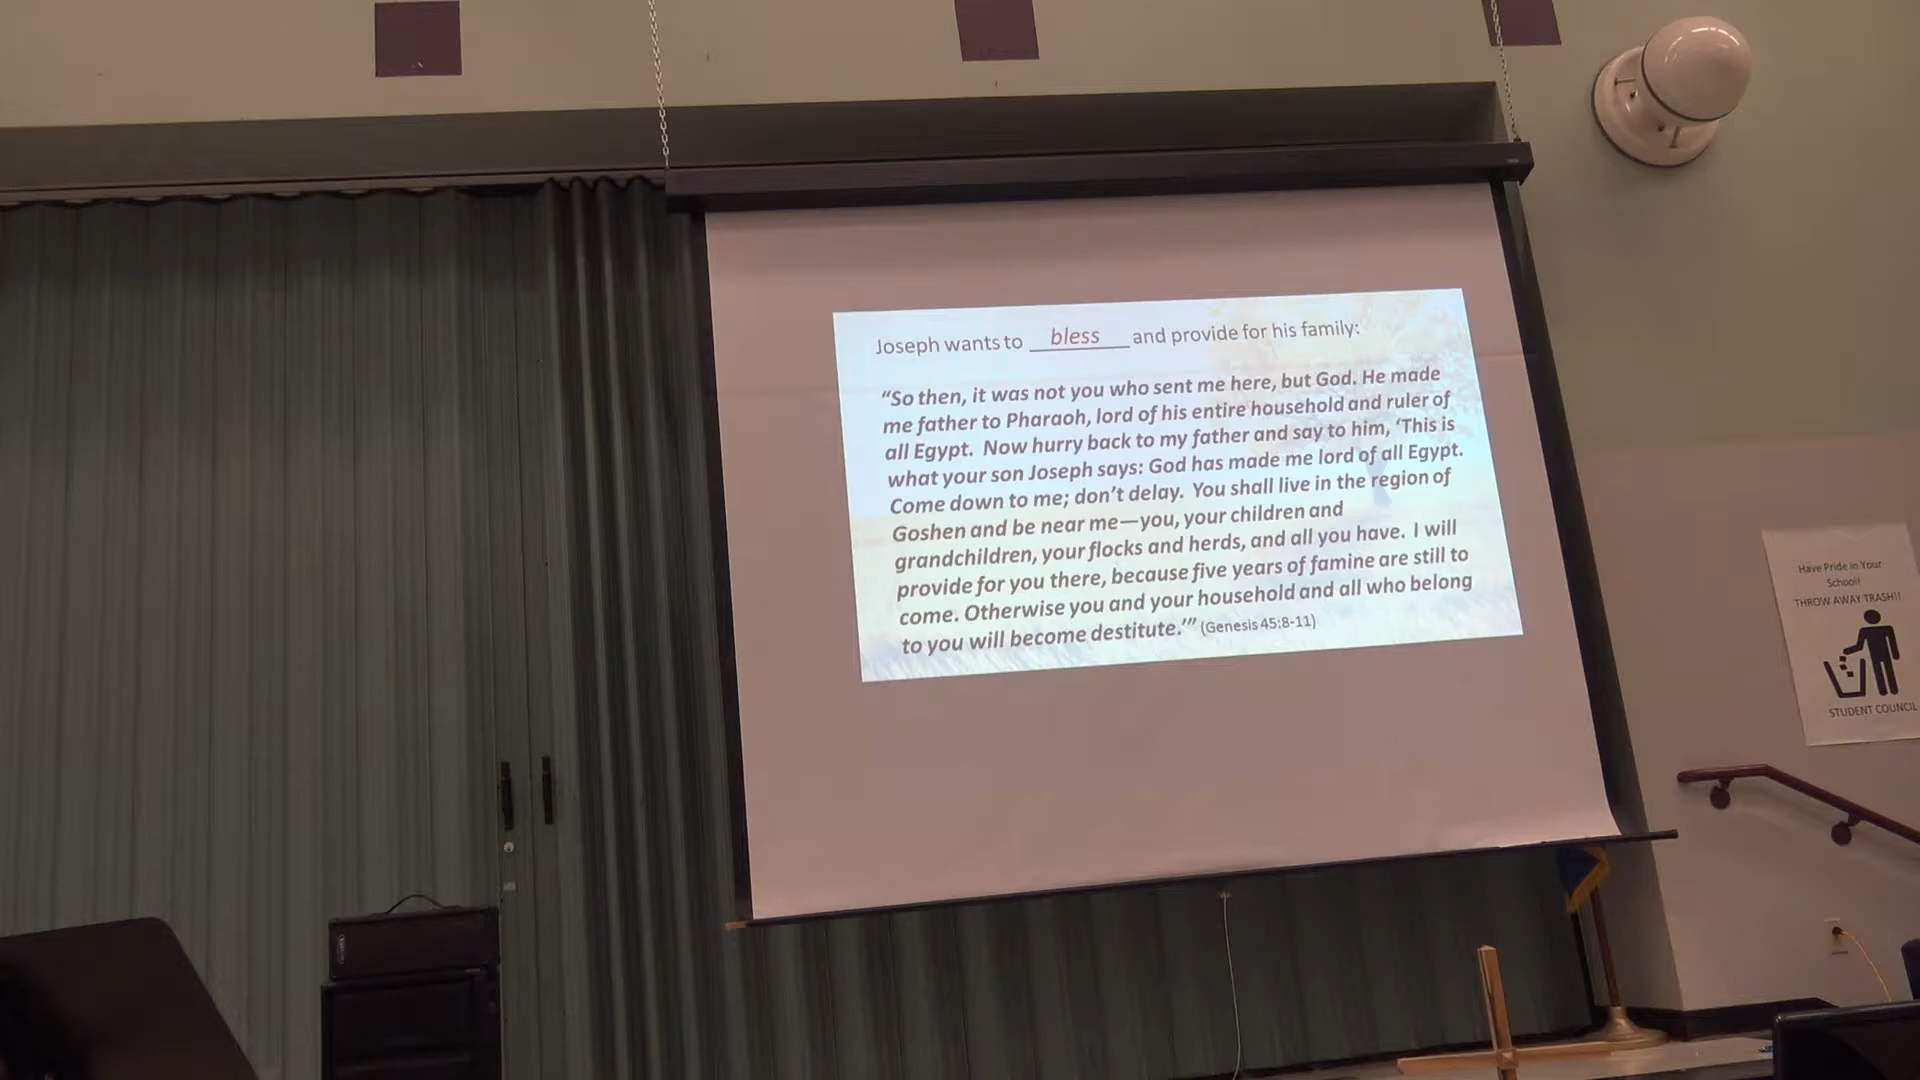 Joseph wants to bless and provide for his family:
“So then, it was not you who sent me here, but God. He made
me father to Pharaoh, lord of his entire household and ruler of
all Egypt. Now hurry back to my father and say to him, ‘This is
what your son Joseph says: God has made me lord of all Egypt.
Come down to me; don’t delay. You shall live in the region of
Goshen and be near me—you, your children and
grandchildren, your flocks and herds, and all you have. I will
provide for you there, because five years of famine are still to
come. Otherwise you and your household and all who belong
to you will become destitute.’” (Genesis 45:8-11)
Have Pride in Your
School!
THROW AWAY TRASH!!
STUDENT COUNCIL